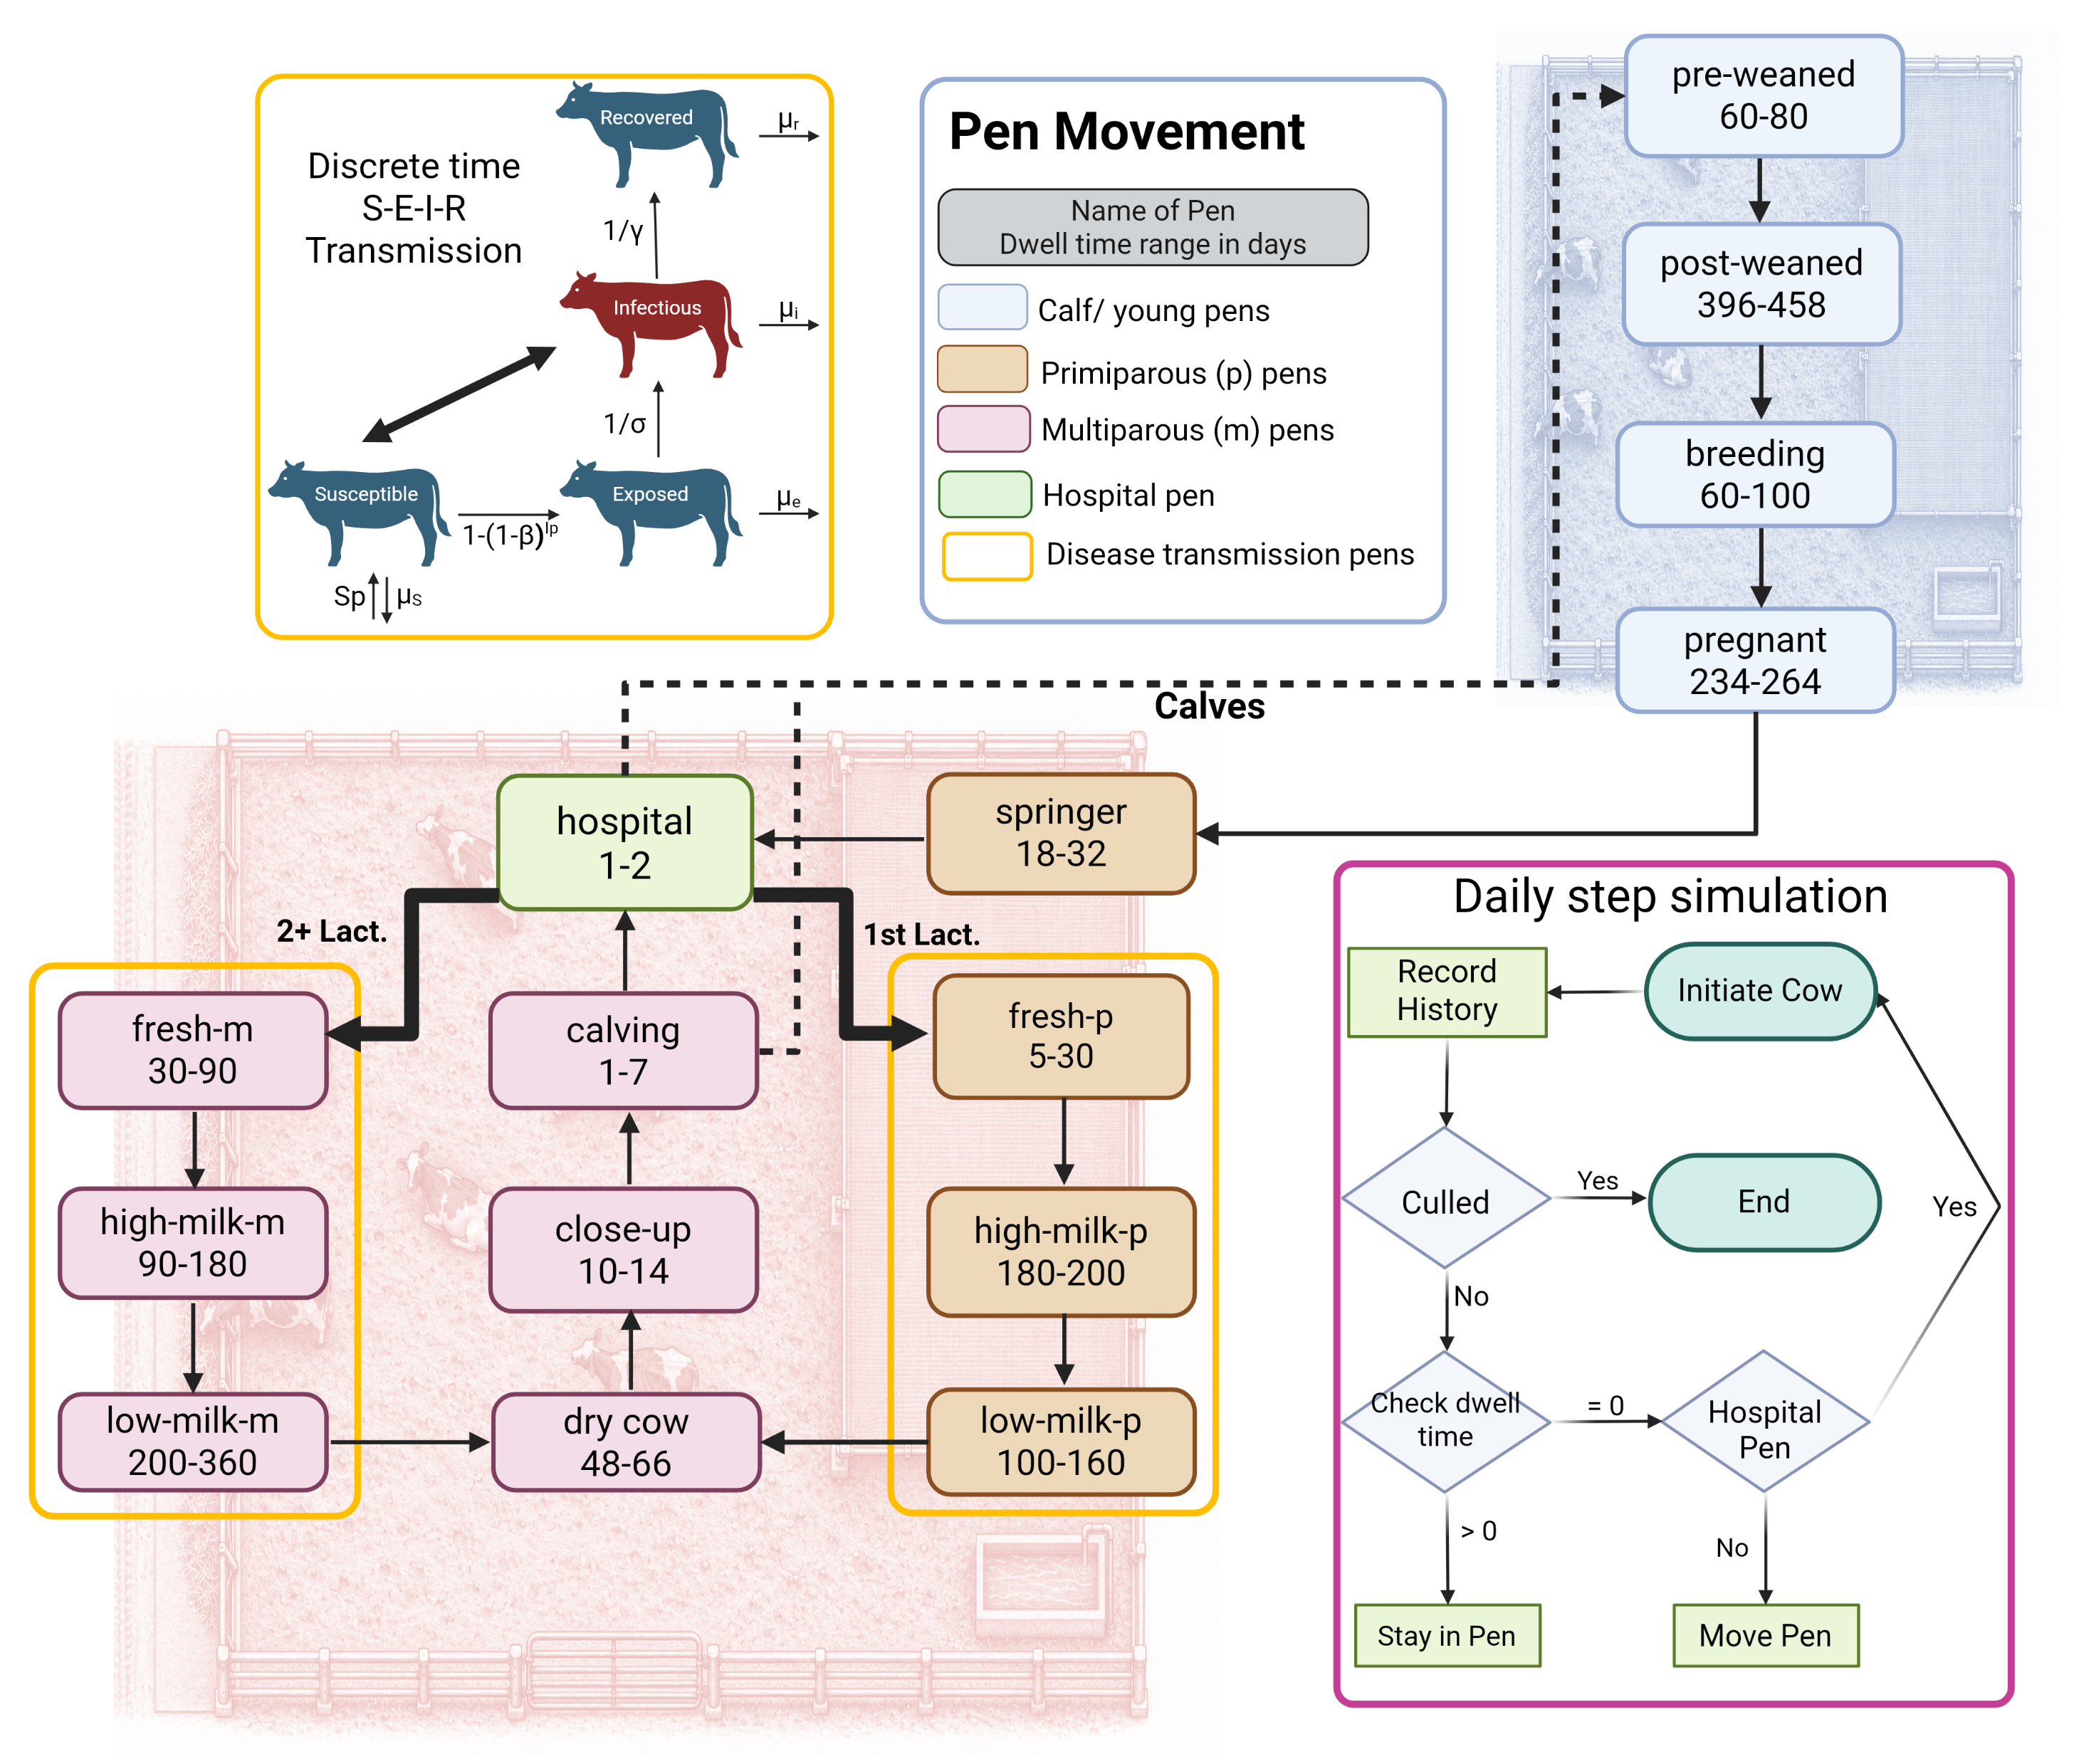 Discrete time
S-E-I-R
Transmission
Recovered
μr
1/γ
Infectious
μi
1/σ
Susceptible
Exposed
μe
1-(1-β)^Ip
Sp
μs
Pen Movement
Name of Pen
Dwell time range in days
Calf/ young pens
Primiparous (p) pens
Multiparous (m) pens
Hospital pen
Disease transmission pens
pre-weaned
60-80
post-weaned
396-458
breeding
60-100
pregnant
234-264
Calves
hospital
1-2
springer
18-32
2+ Lact.
1st Lact.
fresh-m
30-90
calving
1-7
fresh-p
5-30
high-milk-m
90-180
close-up
10-14
high-milk-p
180-200
low-milk-m
200-360
dry cow
48-66
low-milk-p
100-160
Daily step simulation
Record
History
Initiate Cow
Culled
Yes
End
Yes
No
Check dwell
time
= 0
Hospital
Pen
> 0
No
Stay in Pen
Move Pen